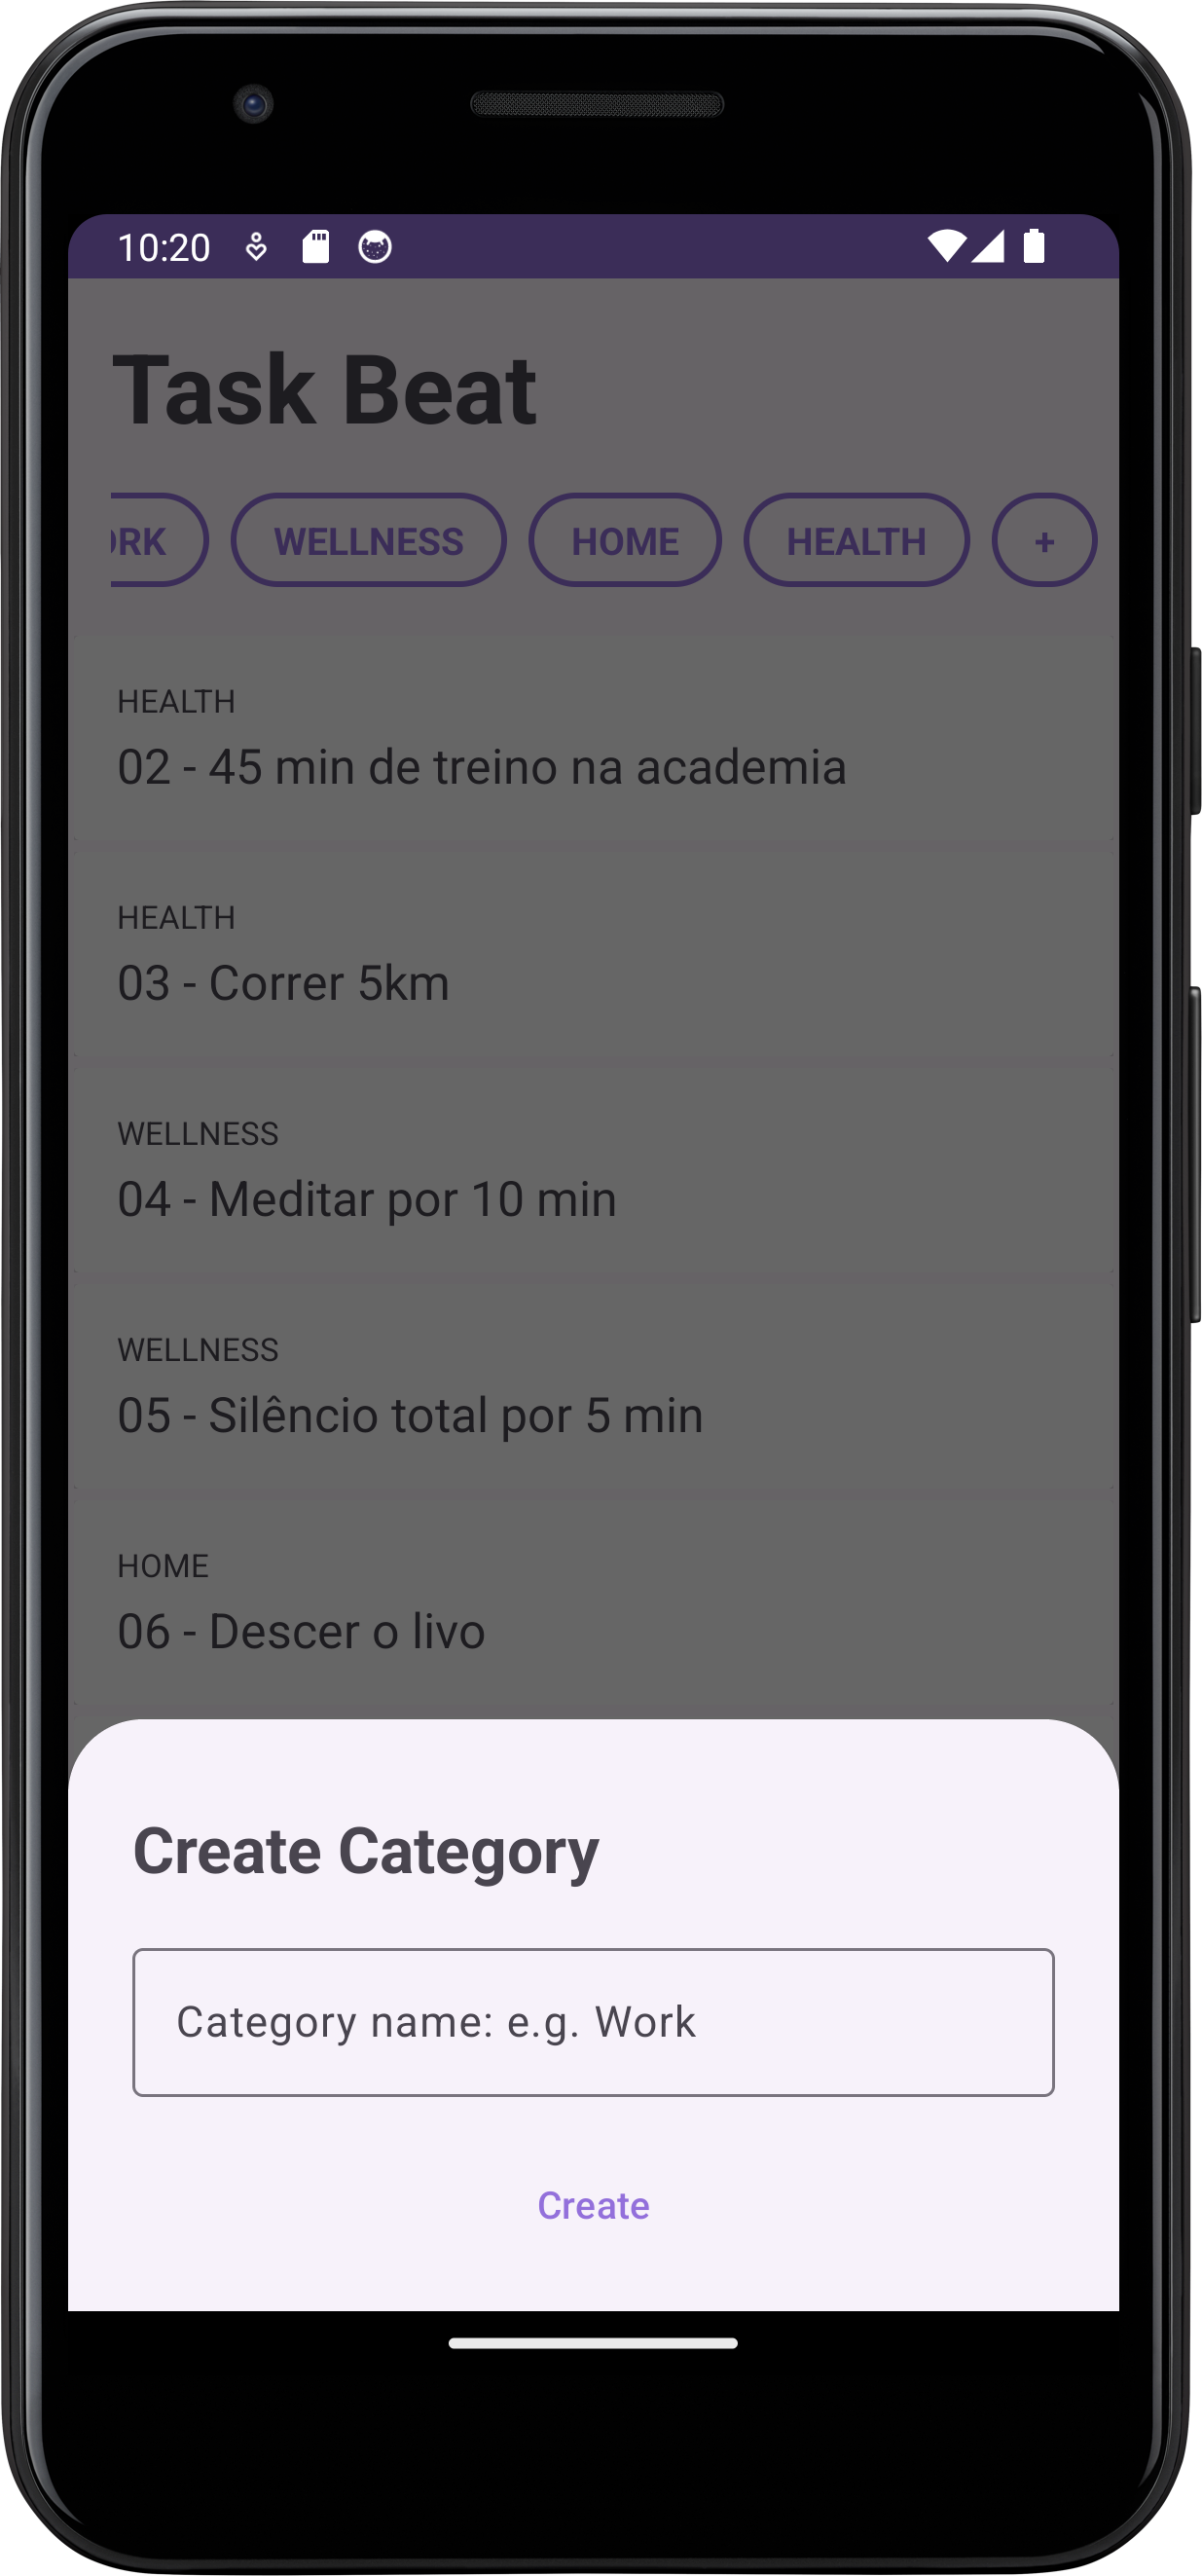 10:20
Task Beat
ORK WELLNESS HOME HEALTH +
HEALTH
02 - 45 min de treino na academia
HEALTH
03 - Correr 5km
WELLNESS
04 - Meditar por 10 min
WELLNESS
05 - Silêncio total por 5 min
HOME
06 - Descer o livo
Create Category
Category name: e.g. Work
Create